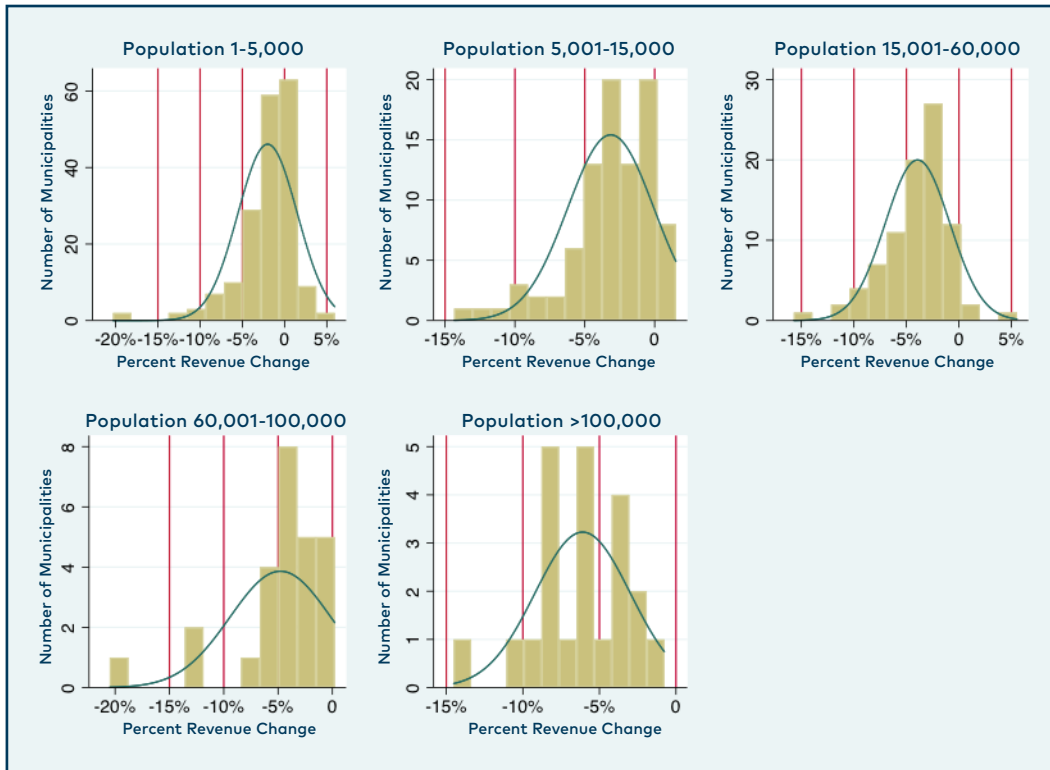 Population 1-5,000
Number of Municipalities
60
40
20
0
-20% -15% -10% -5% 0 5%
Percent Revenue Change
Population 5,001-15,000
Number of Municipalities
20
15
10
5
0
-15% -10% -5% 0
Percent Revenue Change
Population 15,001-60,000
Number of Municipalities
30
20
10
0
-15% -10% -5% 0 5%
Percent Revenue Change
Population 60,001-100,000
Number of Municipalities
8
6
4
2
0
-20% -15% -10% -5% 0
Percent Revenue Change
Population >100,000
Number of Municipalities
5
4
3
2
1
0
-15% -10% -5% 0
Percent Revenue Change